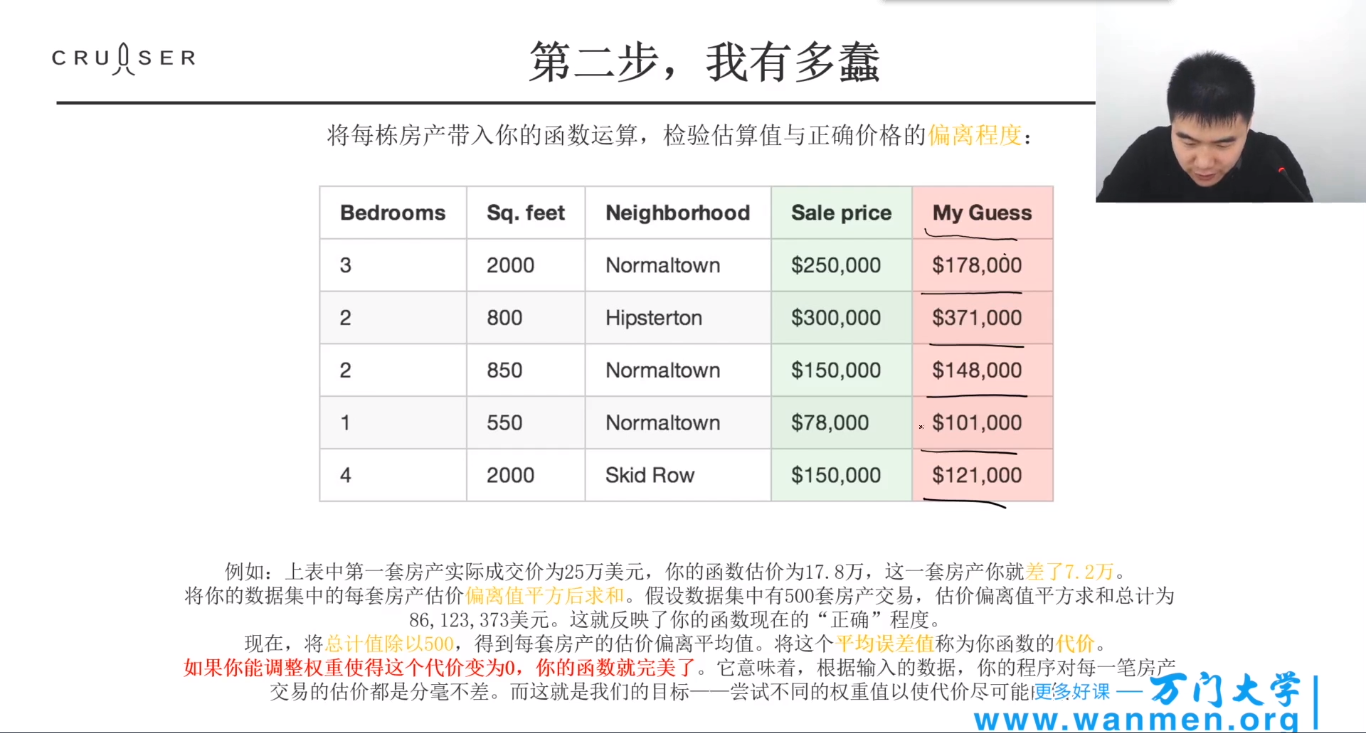 CRUISER
第二步，我有多蠢
将每栋房产带入你的函数运算，检验估算值与正确价格的偏离程度：
Bedrooms Sq. feet Neighborhood Sale price My Guess
3 2000 Normaltown $250,000 $178,000
2 800 Hipsterton $300,000 $371,000
2 850 Normaltown $150,000 $148,000
1 550 Normaltown $78,000 $101,000
4 2000 Skid Row $150,000 $121,000
例如：上表中第一套房产实际成交价为25万美元，你的函数估价为17.8万，这一套房产你就差了7.2万。
将你的数据集中的每套房产估价偏离值平方后求和。假设数据集中有500套房产交易，估价偏离值平方求和总计为
86,123,373美元。这就反映了你的函数现在的“正确”程度。
现在，将总计值除以500，得到每套房产的估价偏离平均值。将这个平均误差值称为你函数的代价。
如果你能调整权重使得这个代价变为0，你的函数就完美了。它意味着，根据输入的数据，你的程序对每一笔房产
交易的估价都是分毫不差。而这就是我们的目标——尝试不同的权重值以使代价尽可能
更多好课 — 万门大学
www.wanmen.org